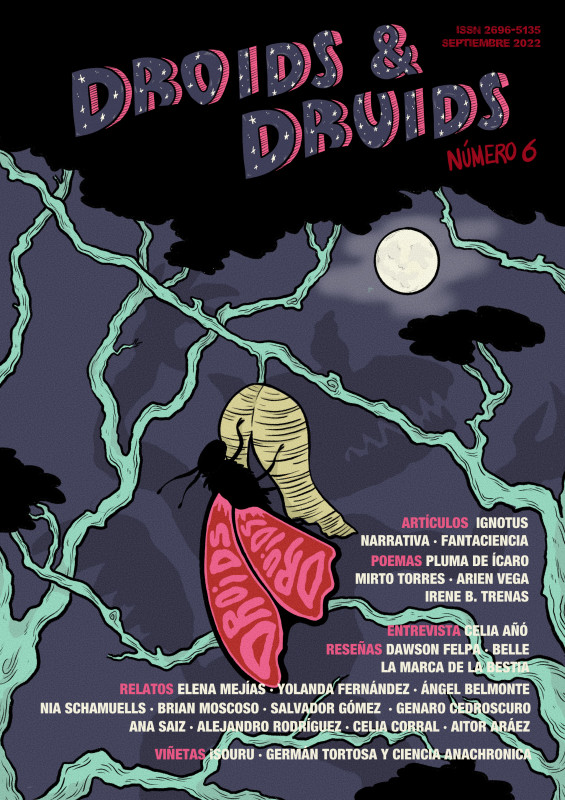 ISSN 2696-5135
SEPTIEMBRE 2022
DROIDS &
DRUIDS
NÚMERO 6
DROIDS
DRUIDS
ARTÍCULOS IGNOTUS
NARRATIVA · FANTACIENCIA
POEMAS PLUMA DE ÍCARO
MIRTO TORRES · ARIEN VEGA
IRENE B. TRENAS
ENTREVISTA CELIA AÑÓ
RESEÑAS DAWSON FELPA · BELLE
LA MARCA DE LA BESTIA
RELATOS ELENA MEJÍAS · YOLANDA FERNÁNDEZ · ÁNGEL BELMONTE
NIA SCHAMUELLS · BRIAN MOSCOSO · SALVADOR GÓMEZ · GENARO CEDROSCURO
ANA SAIZ · ALEJANDRO RODRÍGUEZ · CELIA CORRAL · AITOR ARÁEZ
VIÑETAS ISOURU · GERMÁN TORTOSA Y CIENCIA ANACHRONICA